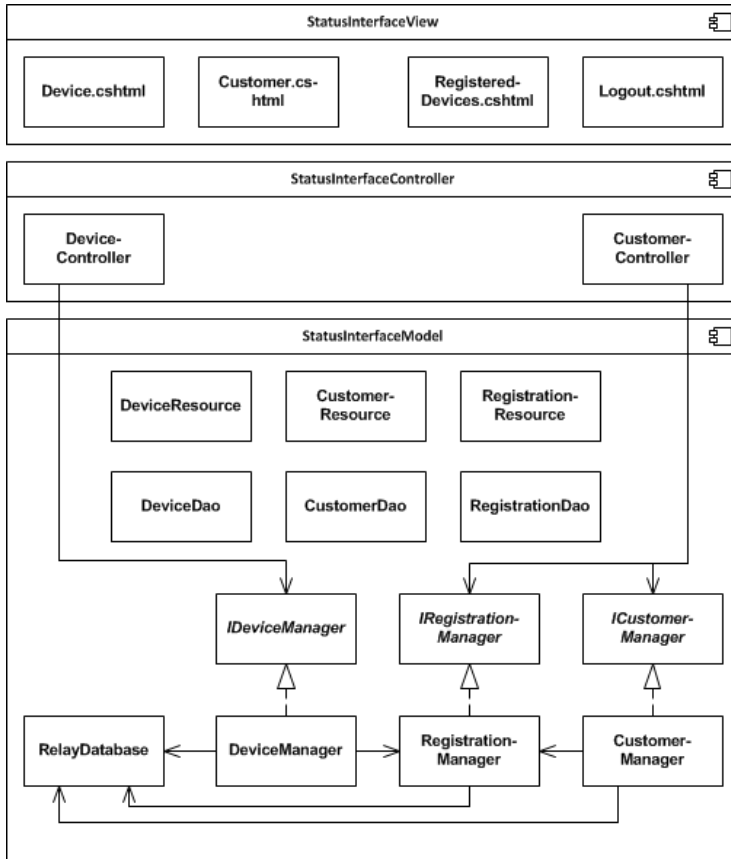 StatusInterfaceView
Device.cshtml
Customer.cs-
html
Registered-
Devices.cshtml
Logout.cshtml
StatusInterfaceController
Device-
Controller
Customer-
Controller
StatusInterfaceModel
DeviceResource
Customer-
Resource
Registration-
Resource
DeviceDao
CustomerDao
RegistrationDao
IDeviceManager
IRegistration-
Manager
ICustomer-
Manager
RelayDatabase
DeviceManager
Registration-
Manager
Customer-
Manager